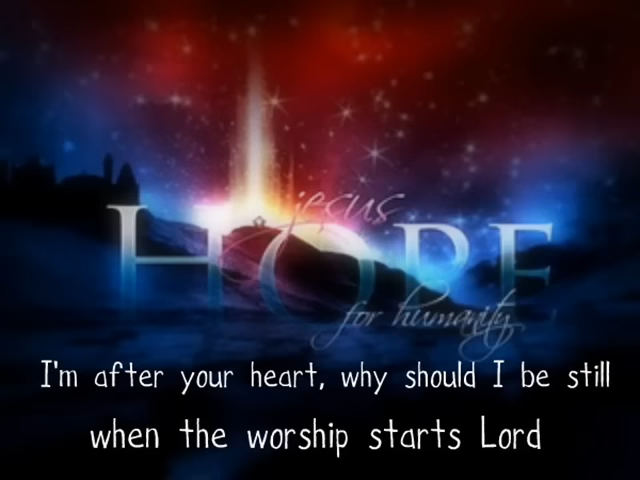 jesus
HOPE
for humanity
I'm after your heart, why should I be still
when the worship starts Lord